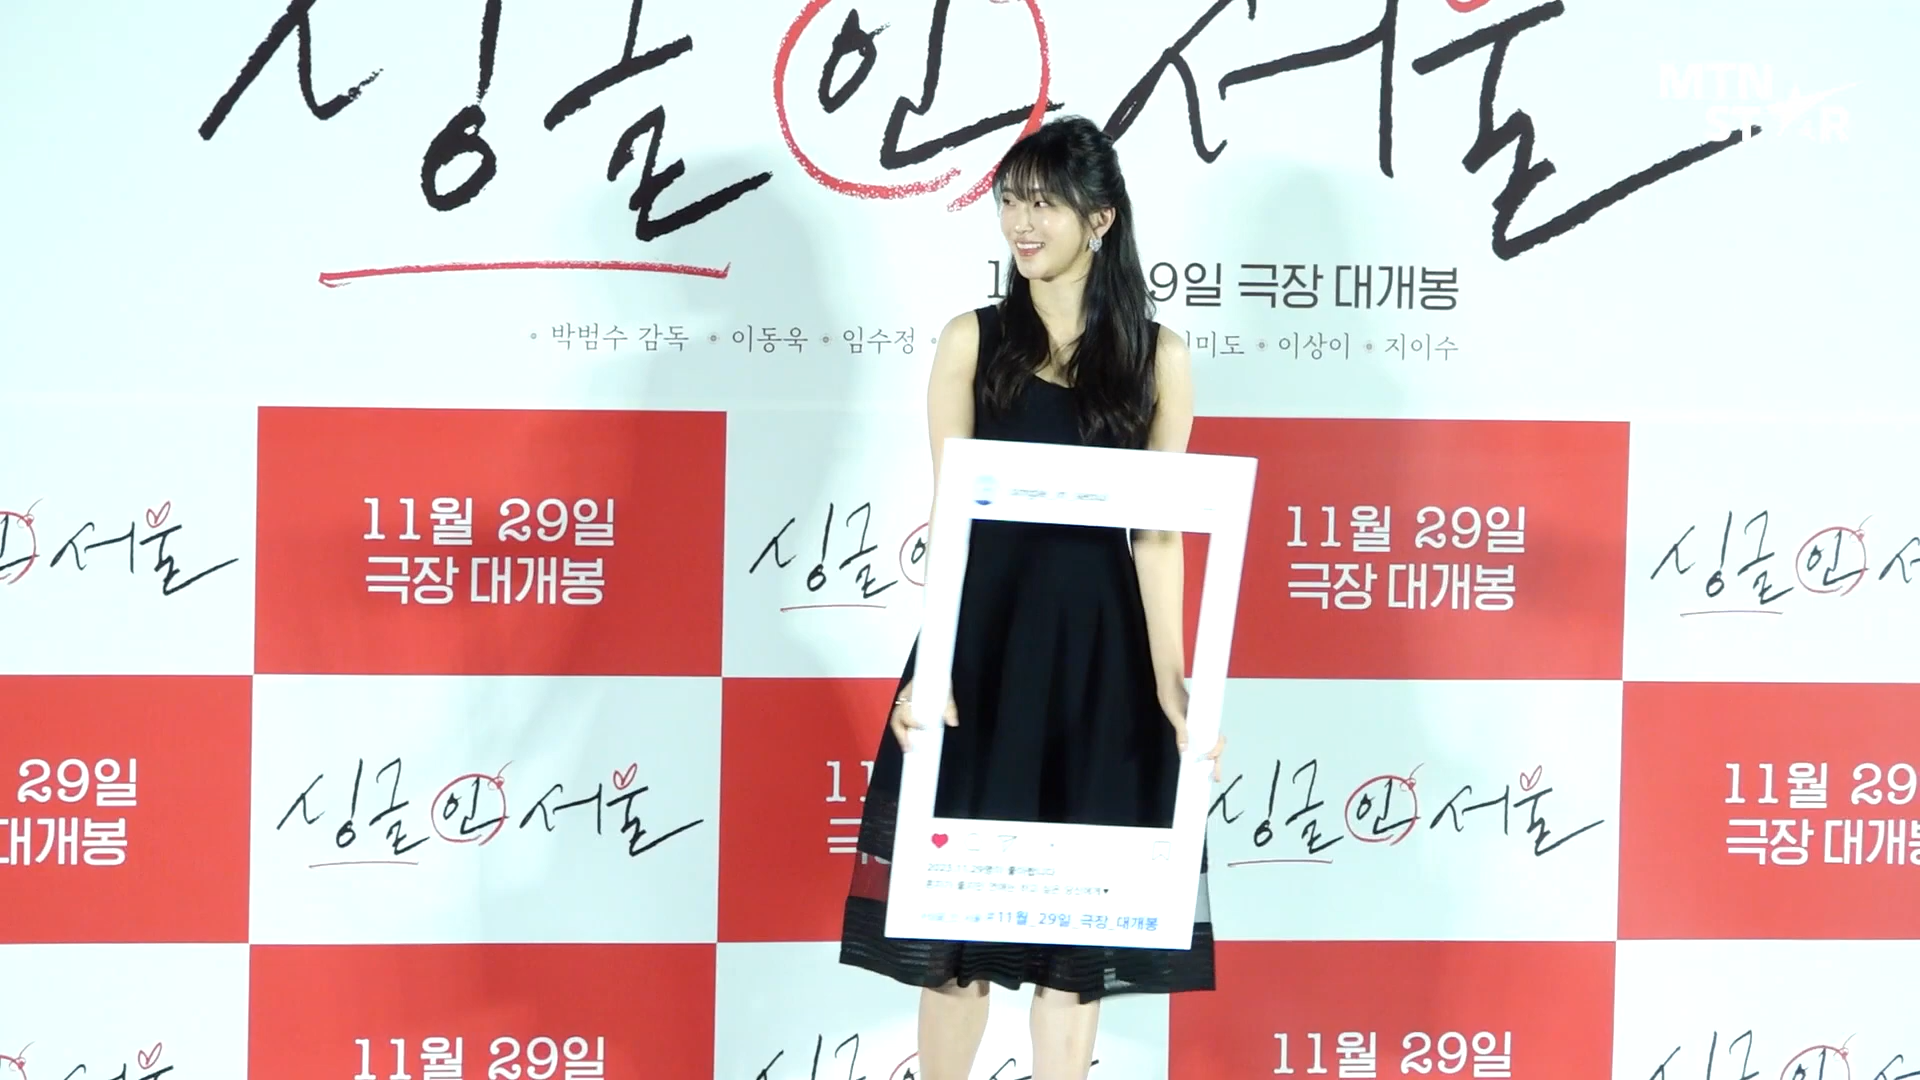 싱글 인 서울
MTN
STAR
29일 극장 대개봉
박범수 감독 • 이동욱 • 임수정 • 미도 • 이상이 • 지이수
인 서울
11월 29일
극장 대개봉
싱글
11월 29일
극장 대개봉
싱글 인
29일
대개봉
싱글 인 서울
11
극
싱글 인 서울
11월 29
극장 대개봉
#11월_29일_극장_대개봉
11월 29일
11월 29일